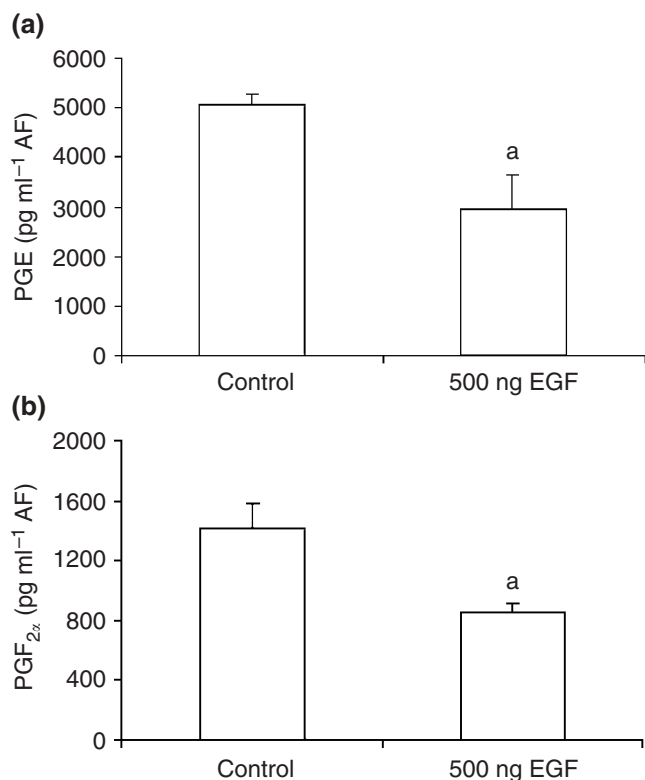 (a)
PGE (pg ml⁻¹ AF)
6000
5000
4000
3000
2000
1000
0
a
Control 500 ng EGF
(b)
PGF₂α (pg ml⁻¹ AF)
2000
1600
1200
800
400
0
a
Control 500 ng EGF